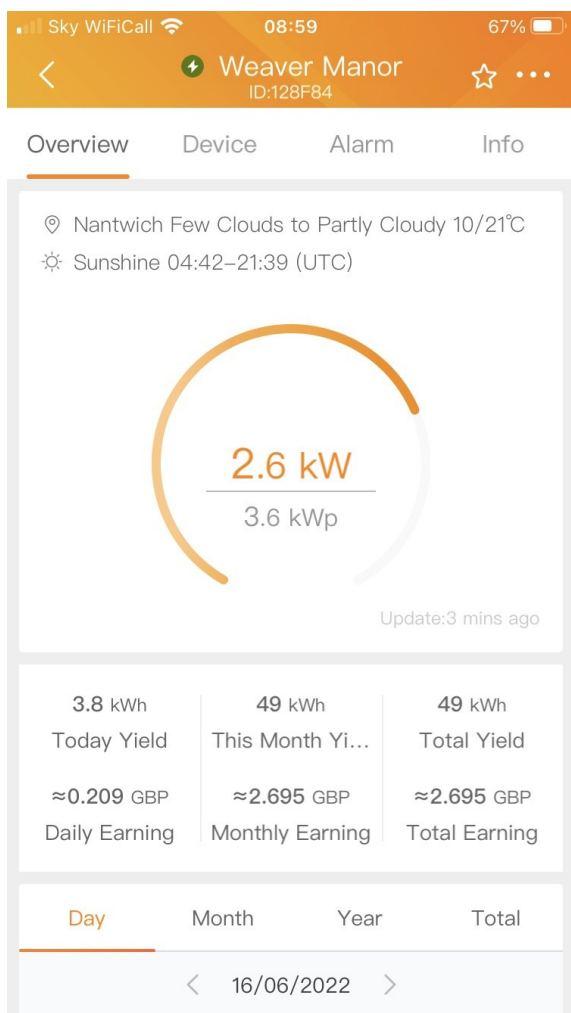 Sky WiFiCall 08:59 67%
Weaver Manor
ID:128F84
Overview Device Alarm Info
Nantwich Few Clouds to Partly Cloudy 10/21℃
Sunshine 04:42–21:39 (UTC)
2.6 kW
3.6 kWp
Update:3 mins ago
3.8 kWh 49 kWh 49 kWh
Today Yield This Month Yi... Total Yield
≈0.209 GBP ≈2.695 GBP ≈2.695 GBP
Daily Earning Monthly Earning Total Earning
Day Month Year Total
16/06/2022